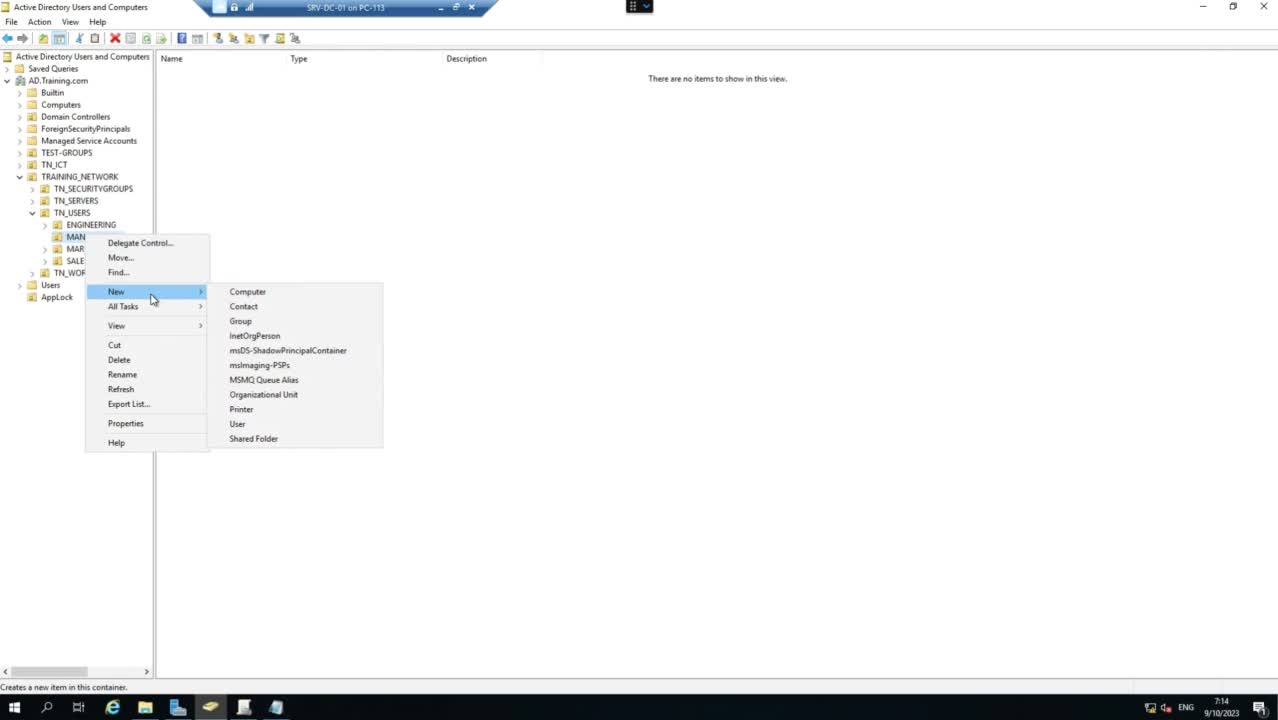 Active Directory Users and Computers
SRV-DC-01 on PC-113
File Action View Help
Active Directory Users and Computers
Saved Queries
AD.Training.com
Builtin
Computers
Domain Controllers
ForeignSecurityPrincipals
Managed Service Accounts
TEST-GROUPS
TN_ICT
TRAINING_NETWORK
TN_SECURITYGROUPS
TN_SERVERS
TN_USERS
ENGINEERING
MAN
MAR
SALE
TN_WOR
Users
AppLock
Name Type Description
There are no items to show in this view.
Delegate Control...
Move...
Find...
New
All Tasks
View
Cut
Delete
Rename
Refresh
Export List...
Properties
Help
Computer
Contact
Group
InetOrgPerson
msDS-ShadowPrincipalContainer
msImaging-PSPs
MSMQ Queue Alias
Organizational Unit
Printer
User
Shared Folder
Creates a new item in this container.
ENG
7:14
9/10/2023
1